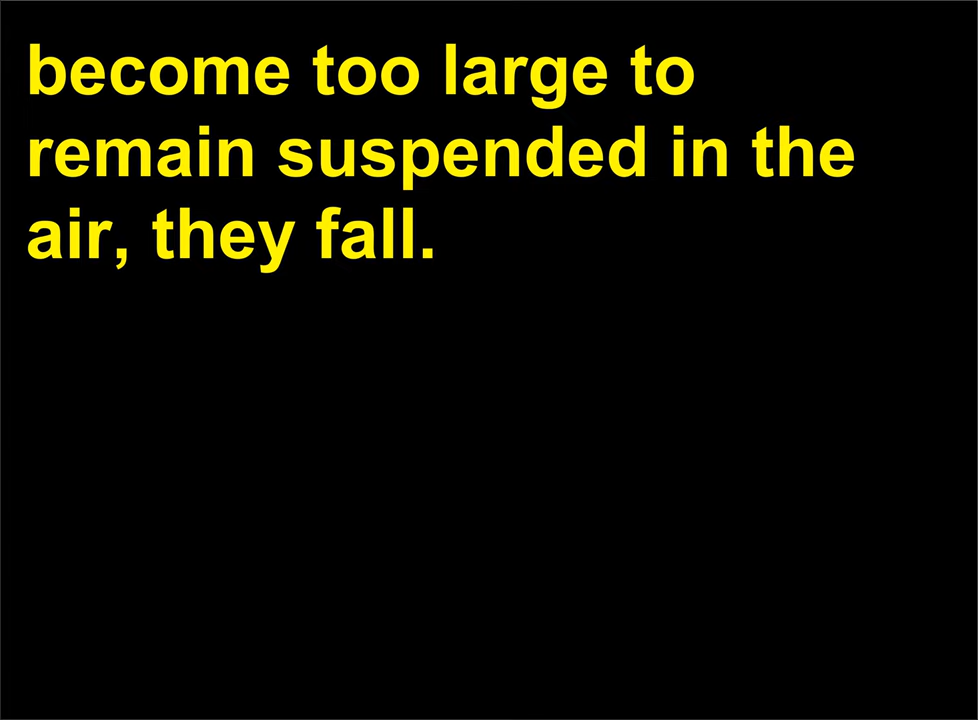 become too large to
remain suspended in the
air, they fall.